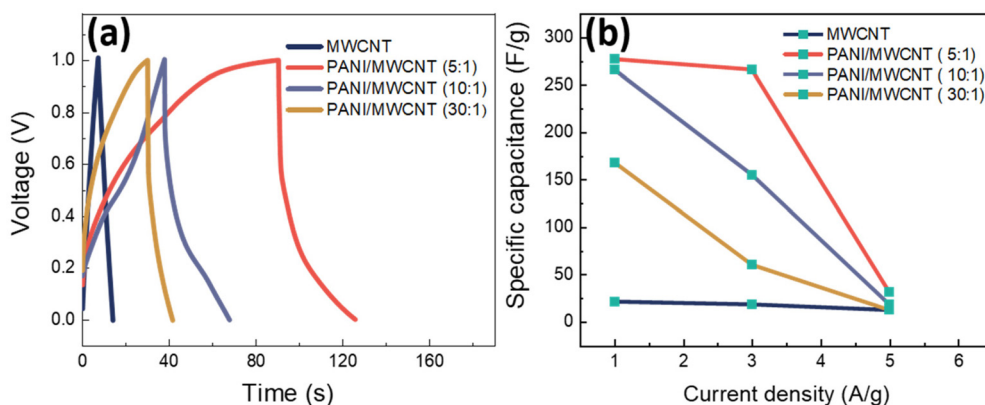 (a)
MWCNT
PANI/MWCNT (5:1)
PANI/MWCNT (10:1)
PANI/MWCNT (30:1)
1.0
0.8
0.6
0.4
0.2
0.0
Voltage (V)
0 40 80 120 160
Time (s)
(b)
MWCNT
PANI/MWCNT ( 5:1)
PANI/MWCNT ( 10:1)
PANI/MWCNT ( 30:1)
300
250
200
150
100
50
0
Specific capacitance (F/g)
1 2 3 4 5 6
Current density (A/g)